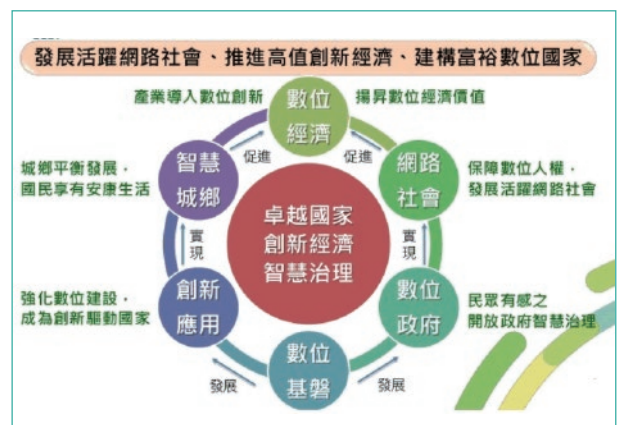 發展活躍網路社會、推進高值創新經濟、建構富裕數位國家
產業導入數位創新
數位
經濟
揚昇數位經濟價值
促進
促進
智慧
城鄉
網路
社會
城鄉平衡發展，
國民享有安康生活
保障數位人權，
發展活躍網路社會
卓越國家
創新經濟
智慧治理
實
現
實
現
創新
應用
數位
政府
強化數位建設，
成為創新驅動國家
民眾有感之
開放政府智慧治理
數位
基磐
發展
發展